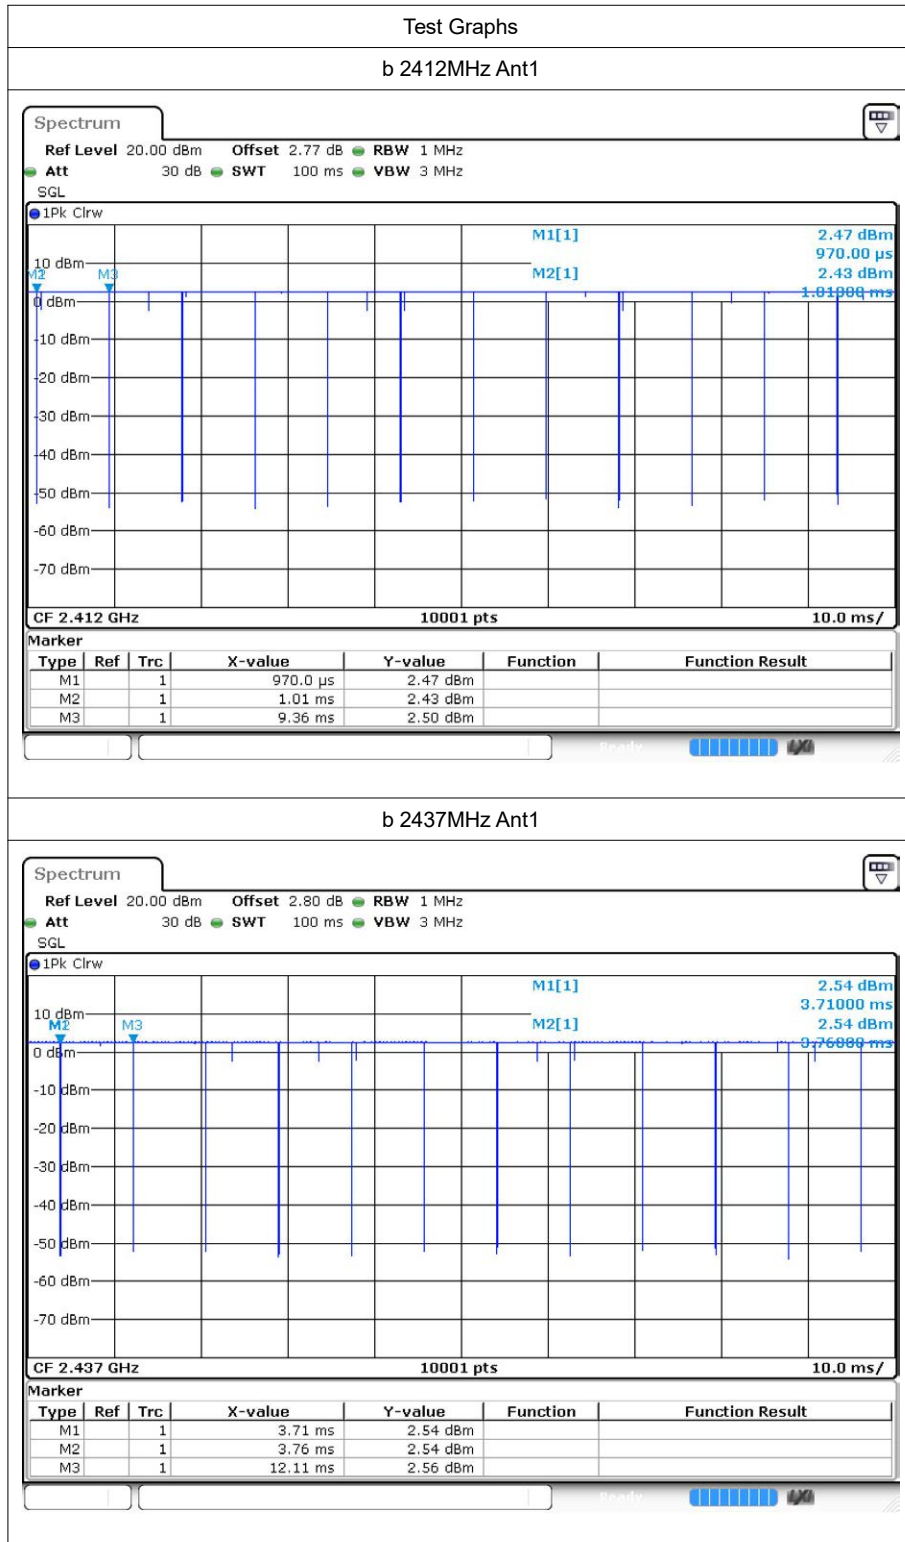 Test Graphs
b 2412MHz Ant1
Spectrum
Ref Level 20.00 dBm Offset 2.77 dB RBW 1 MHz
Att 30 dB SWT 100 ms VBW 3 MHz
SGL
1Pk Clrw
M1[1] 2.47 dBm
970.00 µs
10 dBm
M2[1] 2.43 dBm
M2 M3
1.01000 ms
0 dBm
-10 dBm
-20 dBm
-30 dBm
-40 dBm
-50 dBm
-60 dBm
-70 dBm
CF 2.412 GHz 10001 pts 10.0 ms/
Marker
Type Ref Trc X-value Y-value Function Function Result
M1 1 970.0 µs 2.47 dBm
M2 1 1.01 ms 2.43 dBm
M3 1 9.36 ms 2.50 dBm
Ready LXI
b 2437MHz Ant1
Spectrum
Ref Level 20.00 dBm Offset 2.80 dB RBW 1 MHz
Att 30 dB SWT 100 ms VBW 3 MHz
SGL
1Pk Clrw
M1[1] 2.54 dBm
3.71000 ms
10 dBm
M2[1] 2.54 dBm
M2 M3
3.76000 ms
0 dBm
-10 dBm
-20 dBm
-30 dBm
-40 dBm
-50 dBm
-60 dBm
-70 dBm
CF 2.437 GHz 10001 pts 10.0 ms/
Marker
Type Ref Trc X-value Y-value Function Function Result
M1 1 3.71 ms 2.54 dBm
M2 1 3.76 ms 2.54 dBm
M3 1 12.11 ms 2.56 dBm
Ready LXI